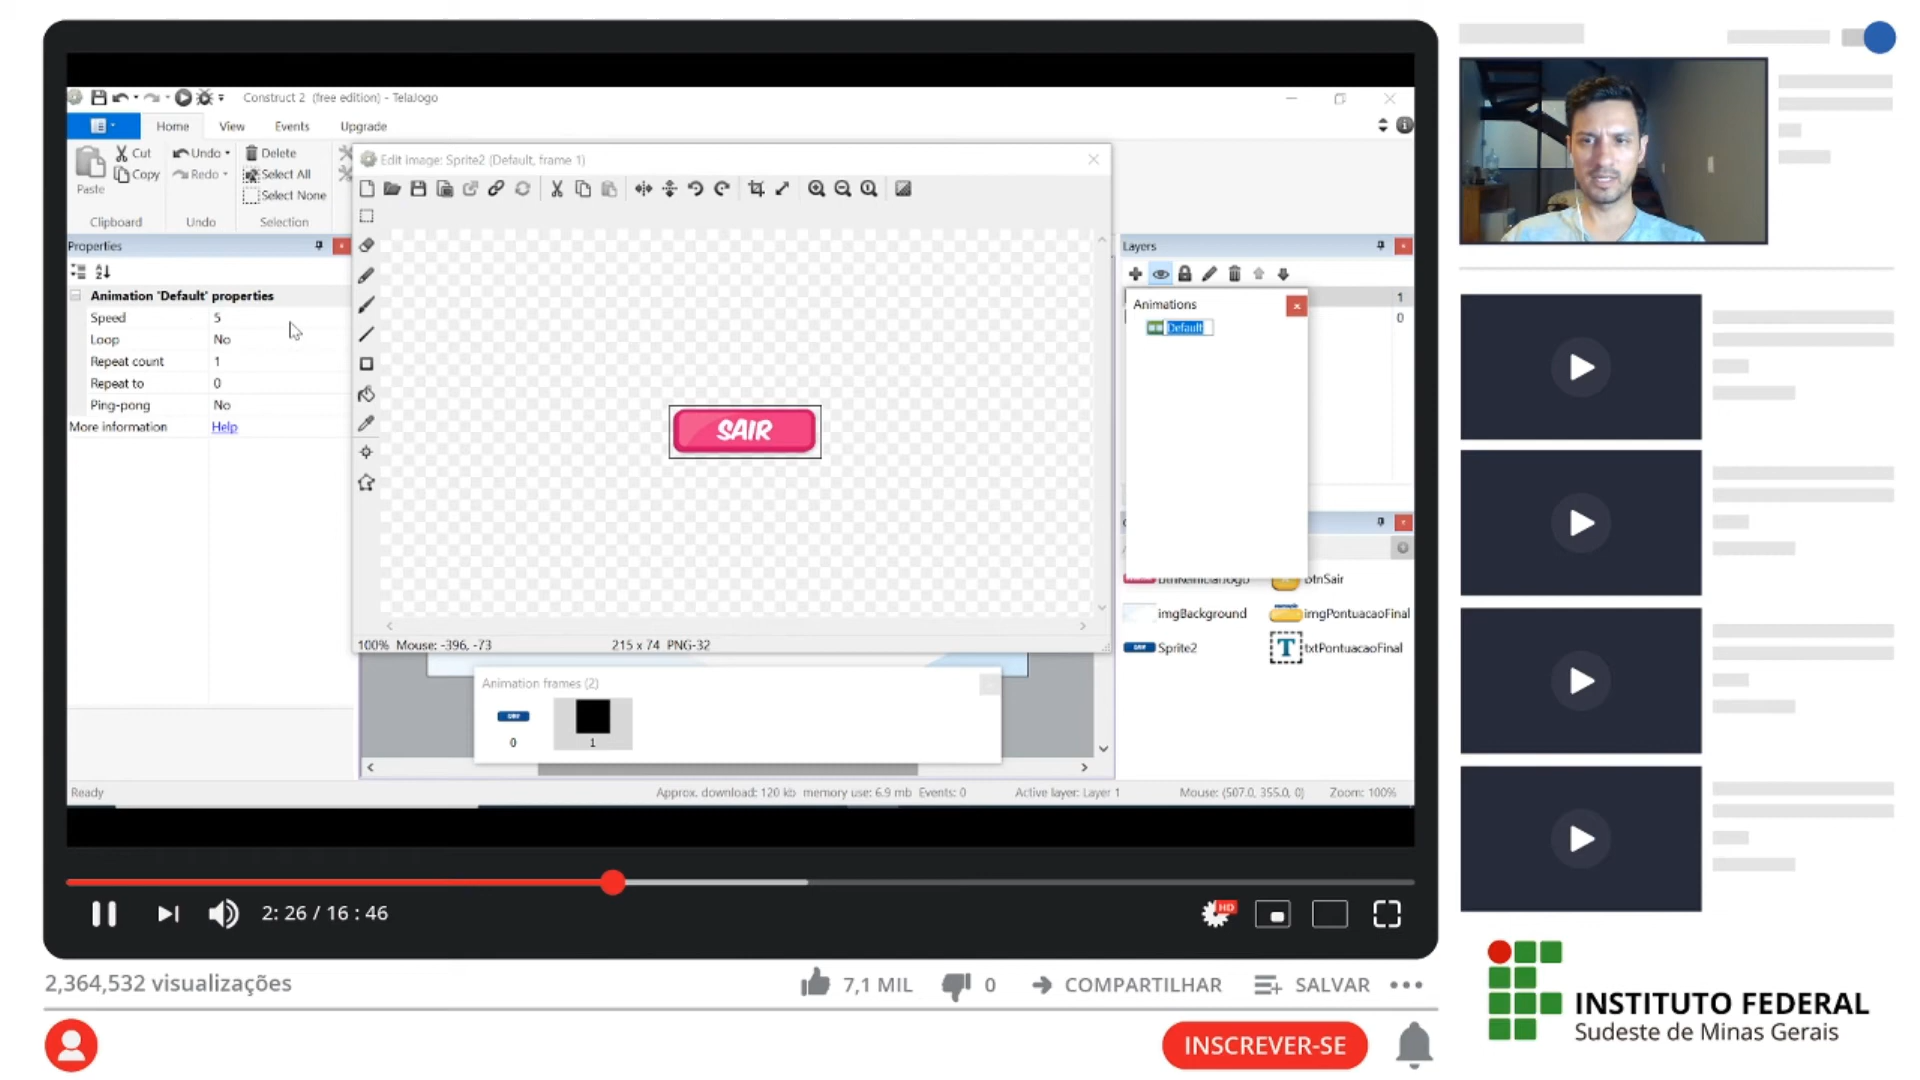 Construct 2 (free edition) - TelaJogo
Home View Events Upgrade
Paste
Cut
Copy
Clipboard
Undo
Redo
Undo
Delete
Select All
Select None
Selection
Edit image: Sprite2 (Default, frame 1)
Properties
Animation 'Default' properties
Speed 5
Loop No
Repeat count 1
Repeat to 0
Ping-pong No
More information Help
SAIR
100% Mouse: -396, -73 215 x 74 PNG-32
Animation frames (2)
0 1
Layers
1
0
Animations
Default
btnReiniciarJogo btnSair
imgBackground imgPontuacaoFinal
Sprite2 txtPontuacaoFinal
Ready Approx. download: 120 kb memory use: 6.9 mb Events: 0 Active layer: Layer 1 Mouse: (507.0, 355.0, 0) Zoom: 100%
2: 26 / 16 : 46
HD
2,364,532 visualizações
7,1 MIL 0 COMPARTILHAR SALVAR
INSCREVER-SE
INSTITUTO FEDERAL
Sudeste de Minas Gerais